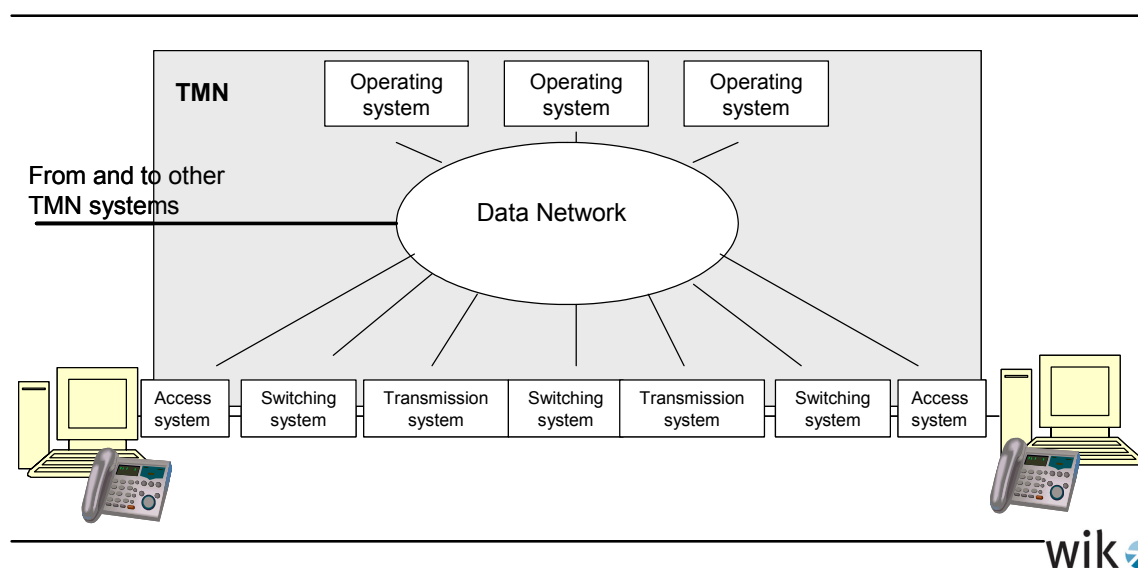 TMN
Operating
system
Operating
system
Operating
system
From and to other
TMN systems
Data Network
Access
system
Switching
system
Transmission
system
Switching
system
Transmission
system
Switching
system
Access
system
wik